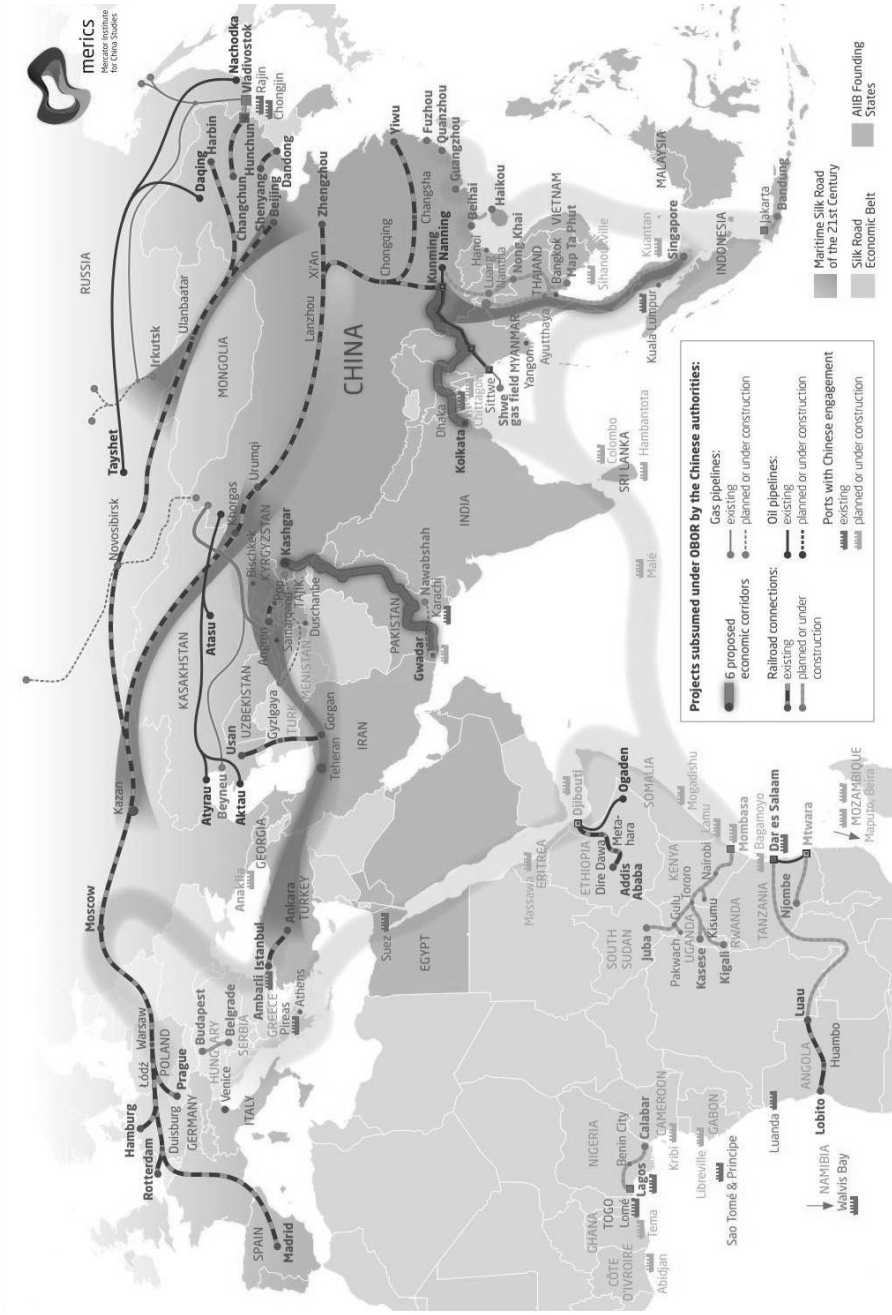 merics
Mercator Institute
for China Studies
RUSSIA
Tayshet
Irkutsk
Novosibirsk
Ulanbaatar
MONGOLIA
Daqing
Harbin
Nachodka
Vladivostok
Rajin
Chongjin
Changchun
Hunchun
Shenyang
Dandong
Beijing
Moscow
Kazan
KASAKHSTAN
Atasu
Khorgas
Urumqi
Lanzhou
Xi'An
Zhengzhou
CHINA
Chongqing
Yiwu
Changsha
Fuzhou
Quanzhou
Guangzhou
Kunming
Nanning
Beihai
Haikou
Hanoi
VIETNAM
Luang
Namtha
Nong Khai
THAILAND
Bangkok
Map Ta Phut
Sihanoukville
Ayutthaya
Yangon
MYANMAR
Shwe
gas field
Sittwe
Chittagong
Dhaka
Kolkata
INDIA
Kuantan
Kuala Lumpur
Singapore
MALAYSIA
INDONESIA
Jakarta
Bandung
Colombo
SRI LANKA
Hambantota
Malé
Bischkek
KYRGYZSTAN
Kashgar
Pop
Angren
Samarqand
TAJIK.
Duschanbe
UZBEKISTAN
TURKMENISTAN
Gyzlgaya
Usan
Atyrau
Beyneu
Aktau
Gorgan
Teheran
IRAN
PAKISTAN
Nawabshah
Karachi
Gwadar
GEORGIA
Anaklia
Ankara
TURKEY
Ambarli
Istanbul
GREECE
Pireas
Athens
Hamburg
Rotterdam
Duisburg
GERMANY
Łódź
Warsaw
POLAND
Prague
Budapest
HUNGARY
Belgrade
SERBIA
Venice
ITALY
SPAIN
Madrid
Suez
EGYPT
Massawa
ERITREA
Djibouti
ETHIOPIA
Dire Dawa
Meta-
hara
Addis
Ababa
Ogaden
SOMALIA
Mogadishu
SOUTH
SUDAN
Juba
Pakwach
Gulu
UGANDA
Tororo
KENYA
Nairobi
Lamu
Kasese
Kisumu
Kigali
RWANDA
Mombasa
Bagamoyo
TANZANIA
Dar es Salaam
Njombe
Mtwara
MOZAMBIQUE
Maputo, Beira
CÔTE
D'IVROIRE
Abidjan
GHANA
Tema
TOGO
Lomé
Lagos
NIGERIA
Benin City
Calabar
CAMEROON
Kribi
Libreville
GABON
Sao Tomé & Principe
Luanda
ANGOLA
Lobito
Huambo
Luau
NAMIBIA
Walvis Bay
Projects subsumed under OBOR by the Chinese authorities:
6 proposed
economic corridors
Railroad connections:
existing
planned or under
construction
Gas pipelines:
existing
planned or under construction
Oil pipelines:
existing
planned or under construction
Ports with Chinese engagement
existing
planned or under construction
Maritime Silk Road
of the 21st Century
Silk Road
Economic Belt
AIIB Founding
States